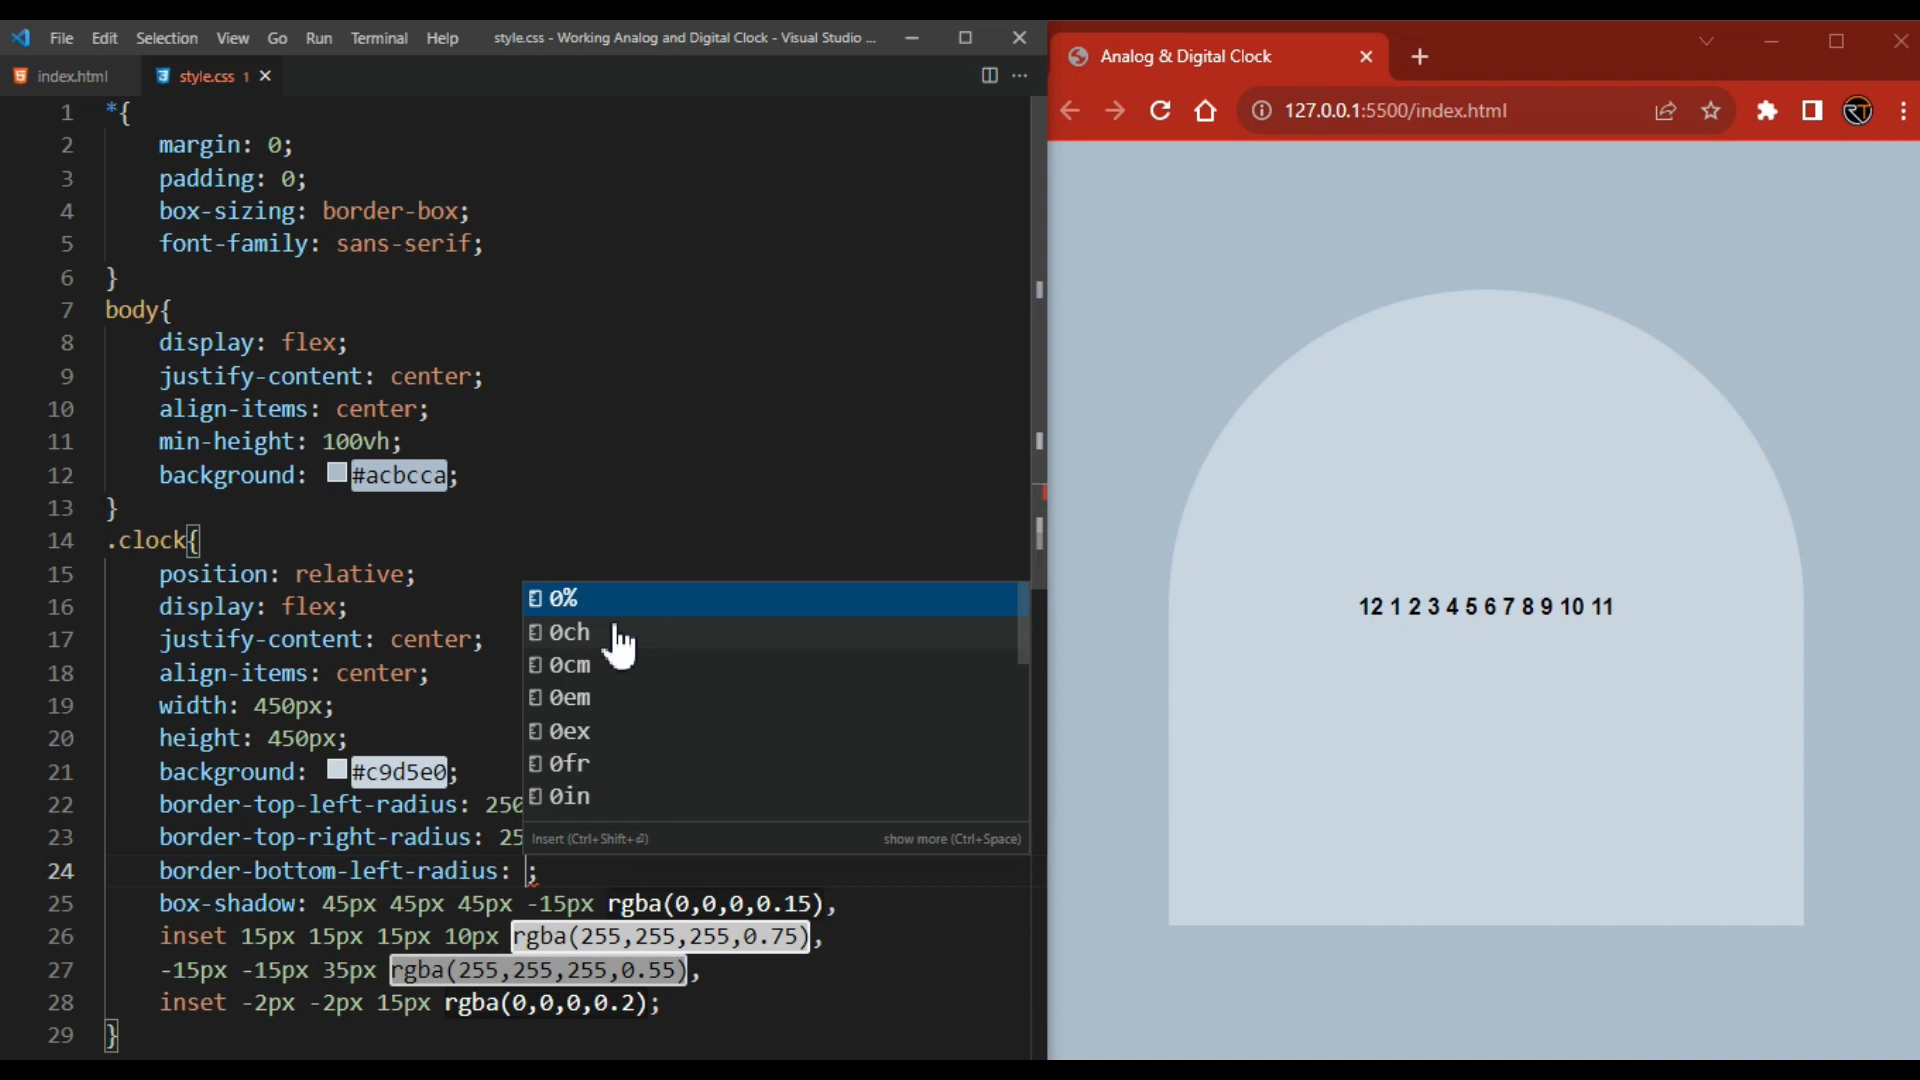 File Edit Selection View Go Run Terminal Help style.css - Working Analog and Digital Clock - Visual Studio ...
index.html style.css 1
1 *{
2 margin: 0;
3 padding: 0;
4 box-sizing: border-box;
5 font-family: sans-serif;
6 }
7 body{
8 display: flex;
9 justify-content: center;
10 align-items: center;
11 min-height: 100vh;
12 background: #acbcca;
13 }
14 .clock{
15 position: relative;
16 display: flex;
17 justify-content: center;
18 align-items: center;
19 width: 450px;
20 height: 450px;
21 background: #c9d5e0;
22 border-top-left-radius: 250
23 border-top-right-radius: 25
24 border-bottom-left-radius: ;
25 box-shadow: 45px 45px 45px -15px rgba(0,0,0,0.15),
26 inset 15px 15px 15px 10px rgba(255,255,255,0.75),
27 -15px -15px 35px rgba(255,255,255,0.55),
28 inset -2px -2px 15px rgba(0,0,0,0.2);
29 }
0%
0ch
0cm
0em
0ex
0fr
0in
Insert (Ctrl+Shift+⏎) show more (Ctrl+Space)
Analog & Digital Clock
127.0.0.1:5500/index.html
RT
12 1 2 3 4 5 6 7 8 9 10 11